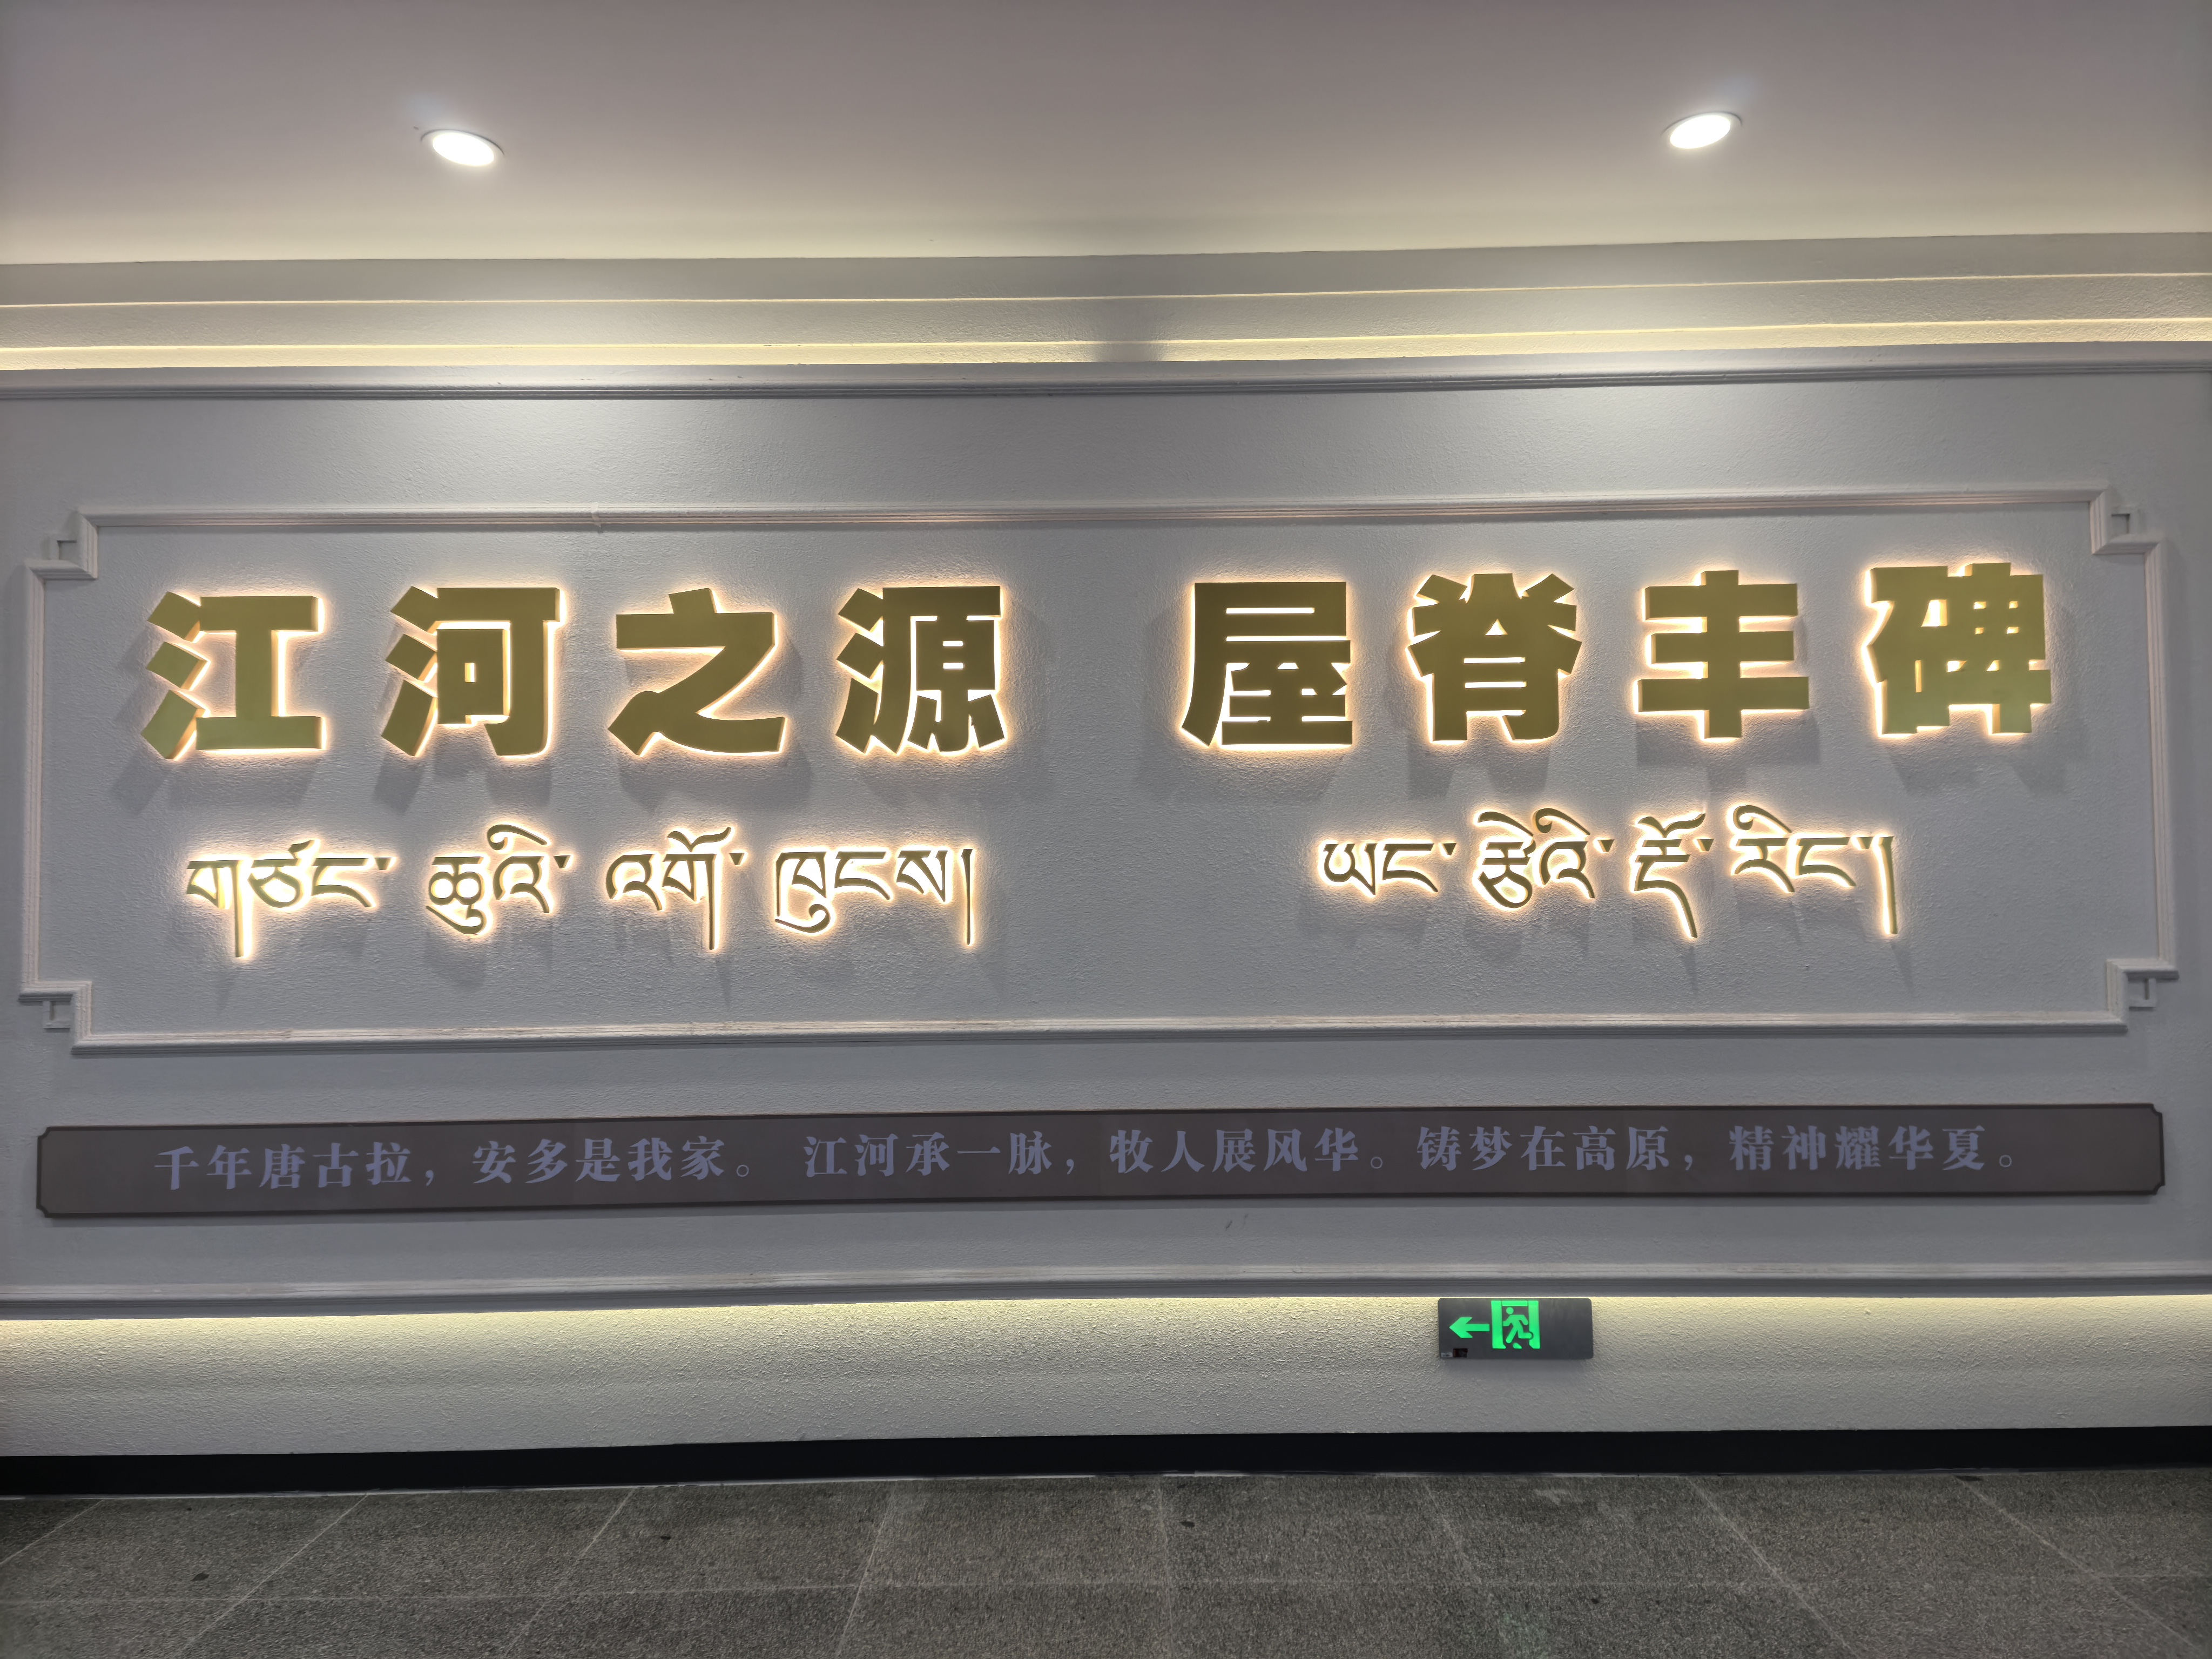 江河之源 屋脊丰碑
གཙང་ ཆུའི་ འགོ་ ཁུངས། ཡང་ རྩེའི་ རྡོ་ རིང་།
千年唐古拉，安多是我家。 江河承一脉，牧人展风华。铸梦在高原，精神耀华夏。